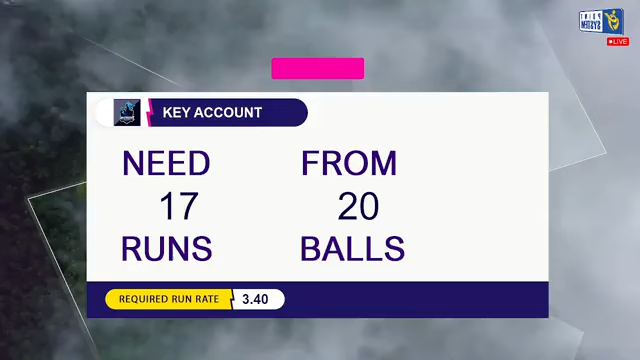 LIVE
KEY ACCOUNT
NEED FROM
17 20
RUNS BALLS
REQUIRED RUN RATE 3.40